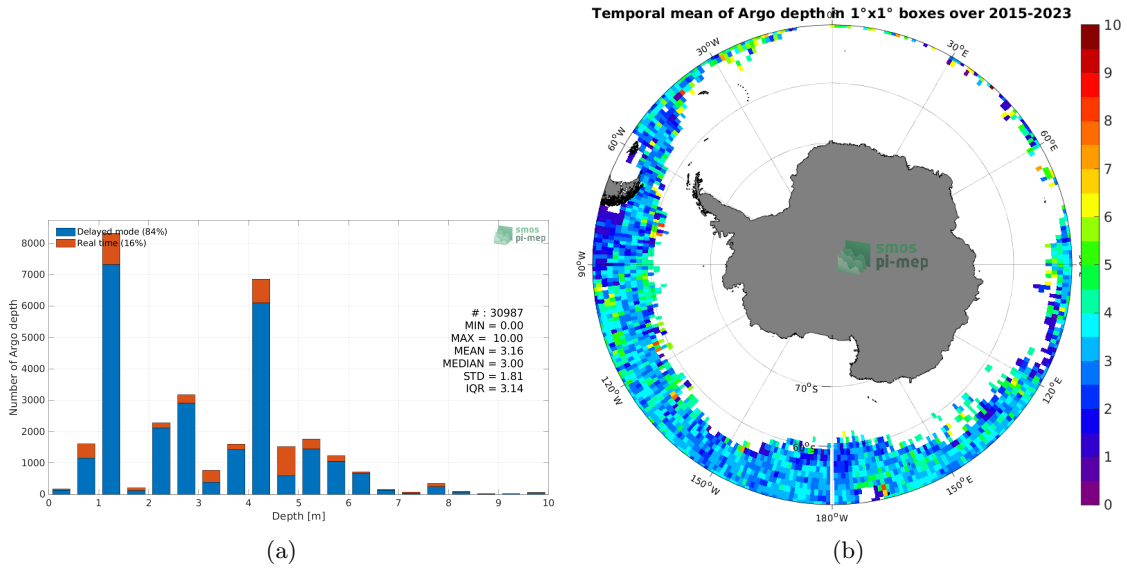 Delayed mode (84%)
Real time (16%)
smos
pi-mep
# : 30987
MIN = 0.00
MAX = 10.00
MEAN = 3.16
MEDIAN = 3.00
STD = 1.81
IQR = 3.14
Number of Argo depth
8000
7000
6000
5000
4000
3000
2000
1000
0
0 1 2 3 4 5 6 7 8 9 10
Depth [m]
(a)
Temporal mean of Argo depth in 1°x1° boxes over 2015-2023
30°W
30°E
60°W
60°E
90°W
smos
pi-mep
70°S
120°W
120°E
150°W
150°E
180°W
10
9
8
7
6
5
4
3
2
1
0
(b)